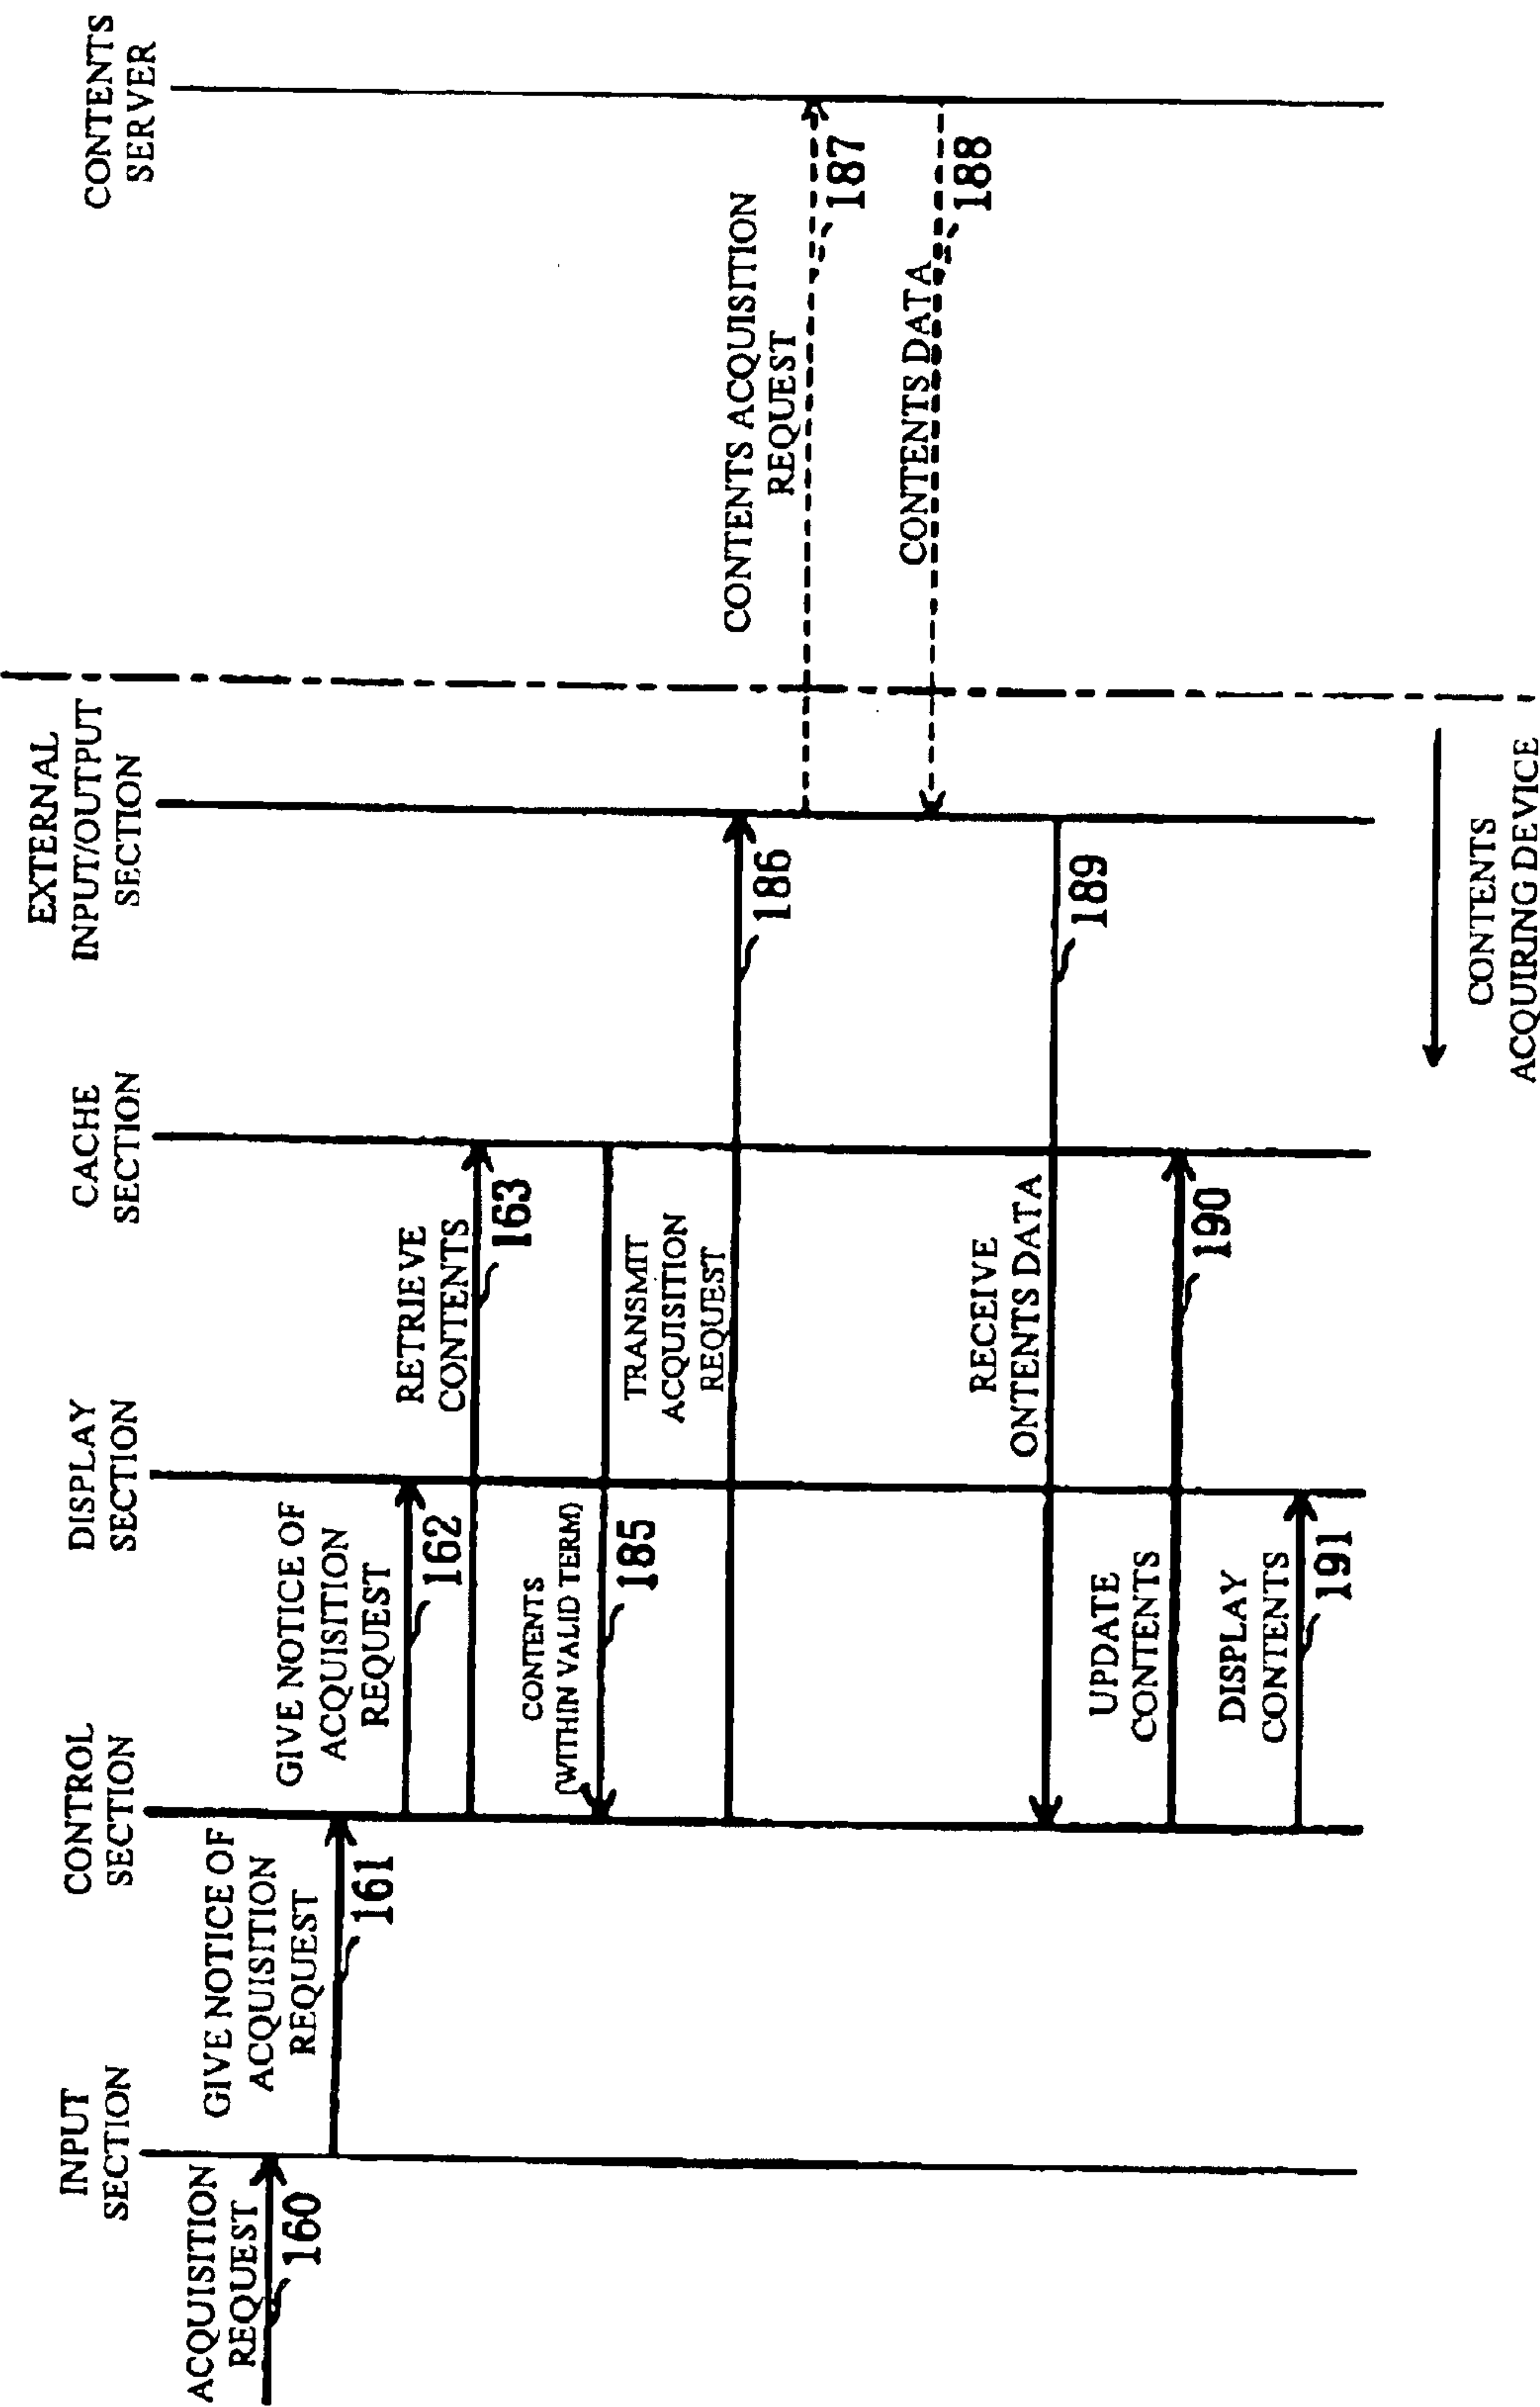 INPUT
SECTION
CONTROL
SECTION
DISPLAY
SECTION
CACHE
SECTION
EXTERNAL
INPUT/OUTPUT
SECTION
CONTENTS
SERVER
ACQUISITION
REQUEST
160
GIVE NOTICE OF
ACQUISITION
REQUEST
161
GIVE NOTICE OF
ACQUISITION
REQUEST
162
RETRIEVE
CONTENTS
163
CONTENTS
(WITHIN VALID TERM)
185
TRANSMIT
ACQUISITION
REQUEST
186
CONTENTS ACQUISITION
REQUEST
187
CONTENTS DATA
188
RECEIVE
ONTENTS DATA
189
UPDATE
CONTENTS
190
DISPLAY
CONTENTS
191
CONTENTS
ACQUIRING DEVICE